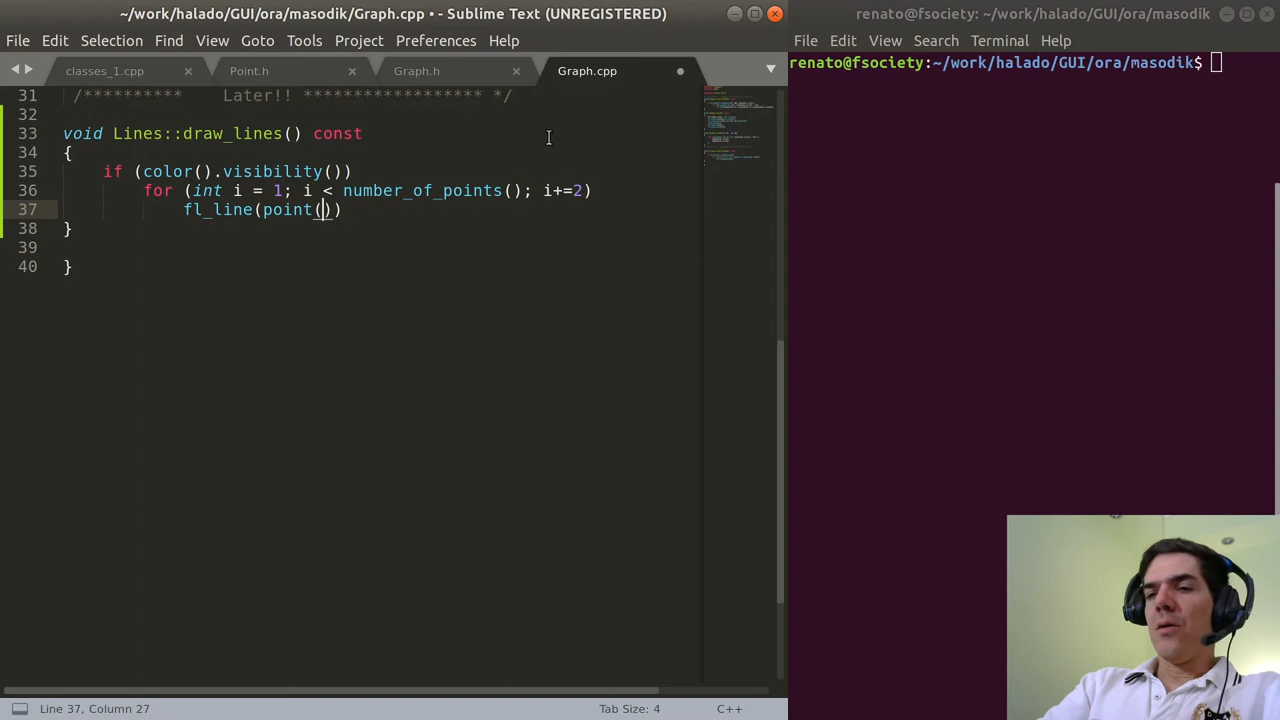 ~/work/halado/GUI/ora/masodik/Graph.cpp • - Sublime Text (UNREGISTERED)
File Edit Selection Find View Goto Tools Project Preferences Help
classes_1.cpp Point.h Graph.h Graph.cpp
31 /********** Later!! ***************** */
32
33 void Lines::draw_lines() const
34 {
35 if (color().visibility())
36 for (int i = 1; i < number_of_points(); i+=2)
37 fl_line(point())
38 }
39
40 }
Line 37, Column 27 Tab Size: 4 C++
renato@fsociety: ~/work/halado/GUI/ora/masodik
File Edit View Search Terminal Help
renato@fsociety:~/work/halado/GUI/ora/masodik$